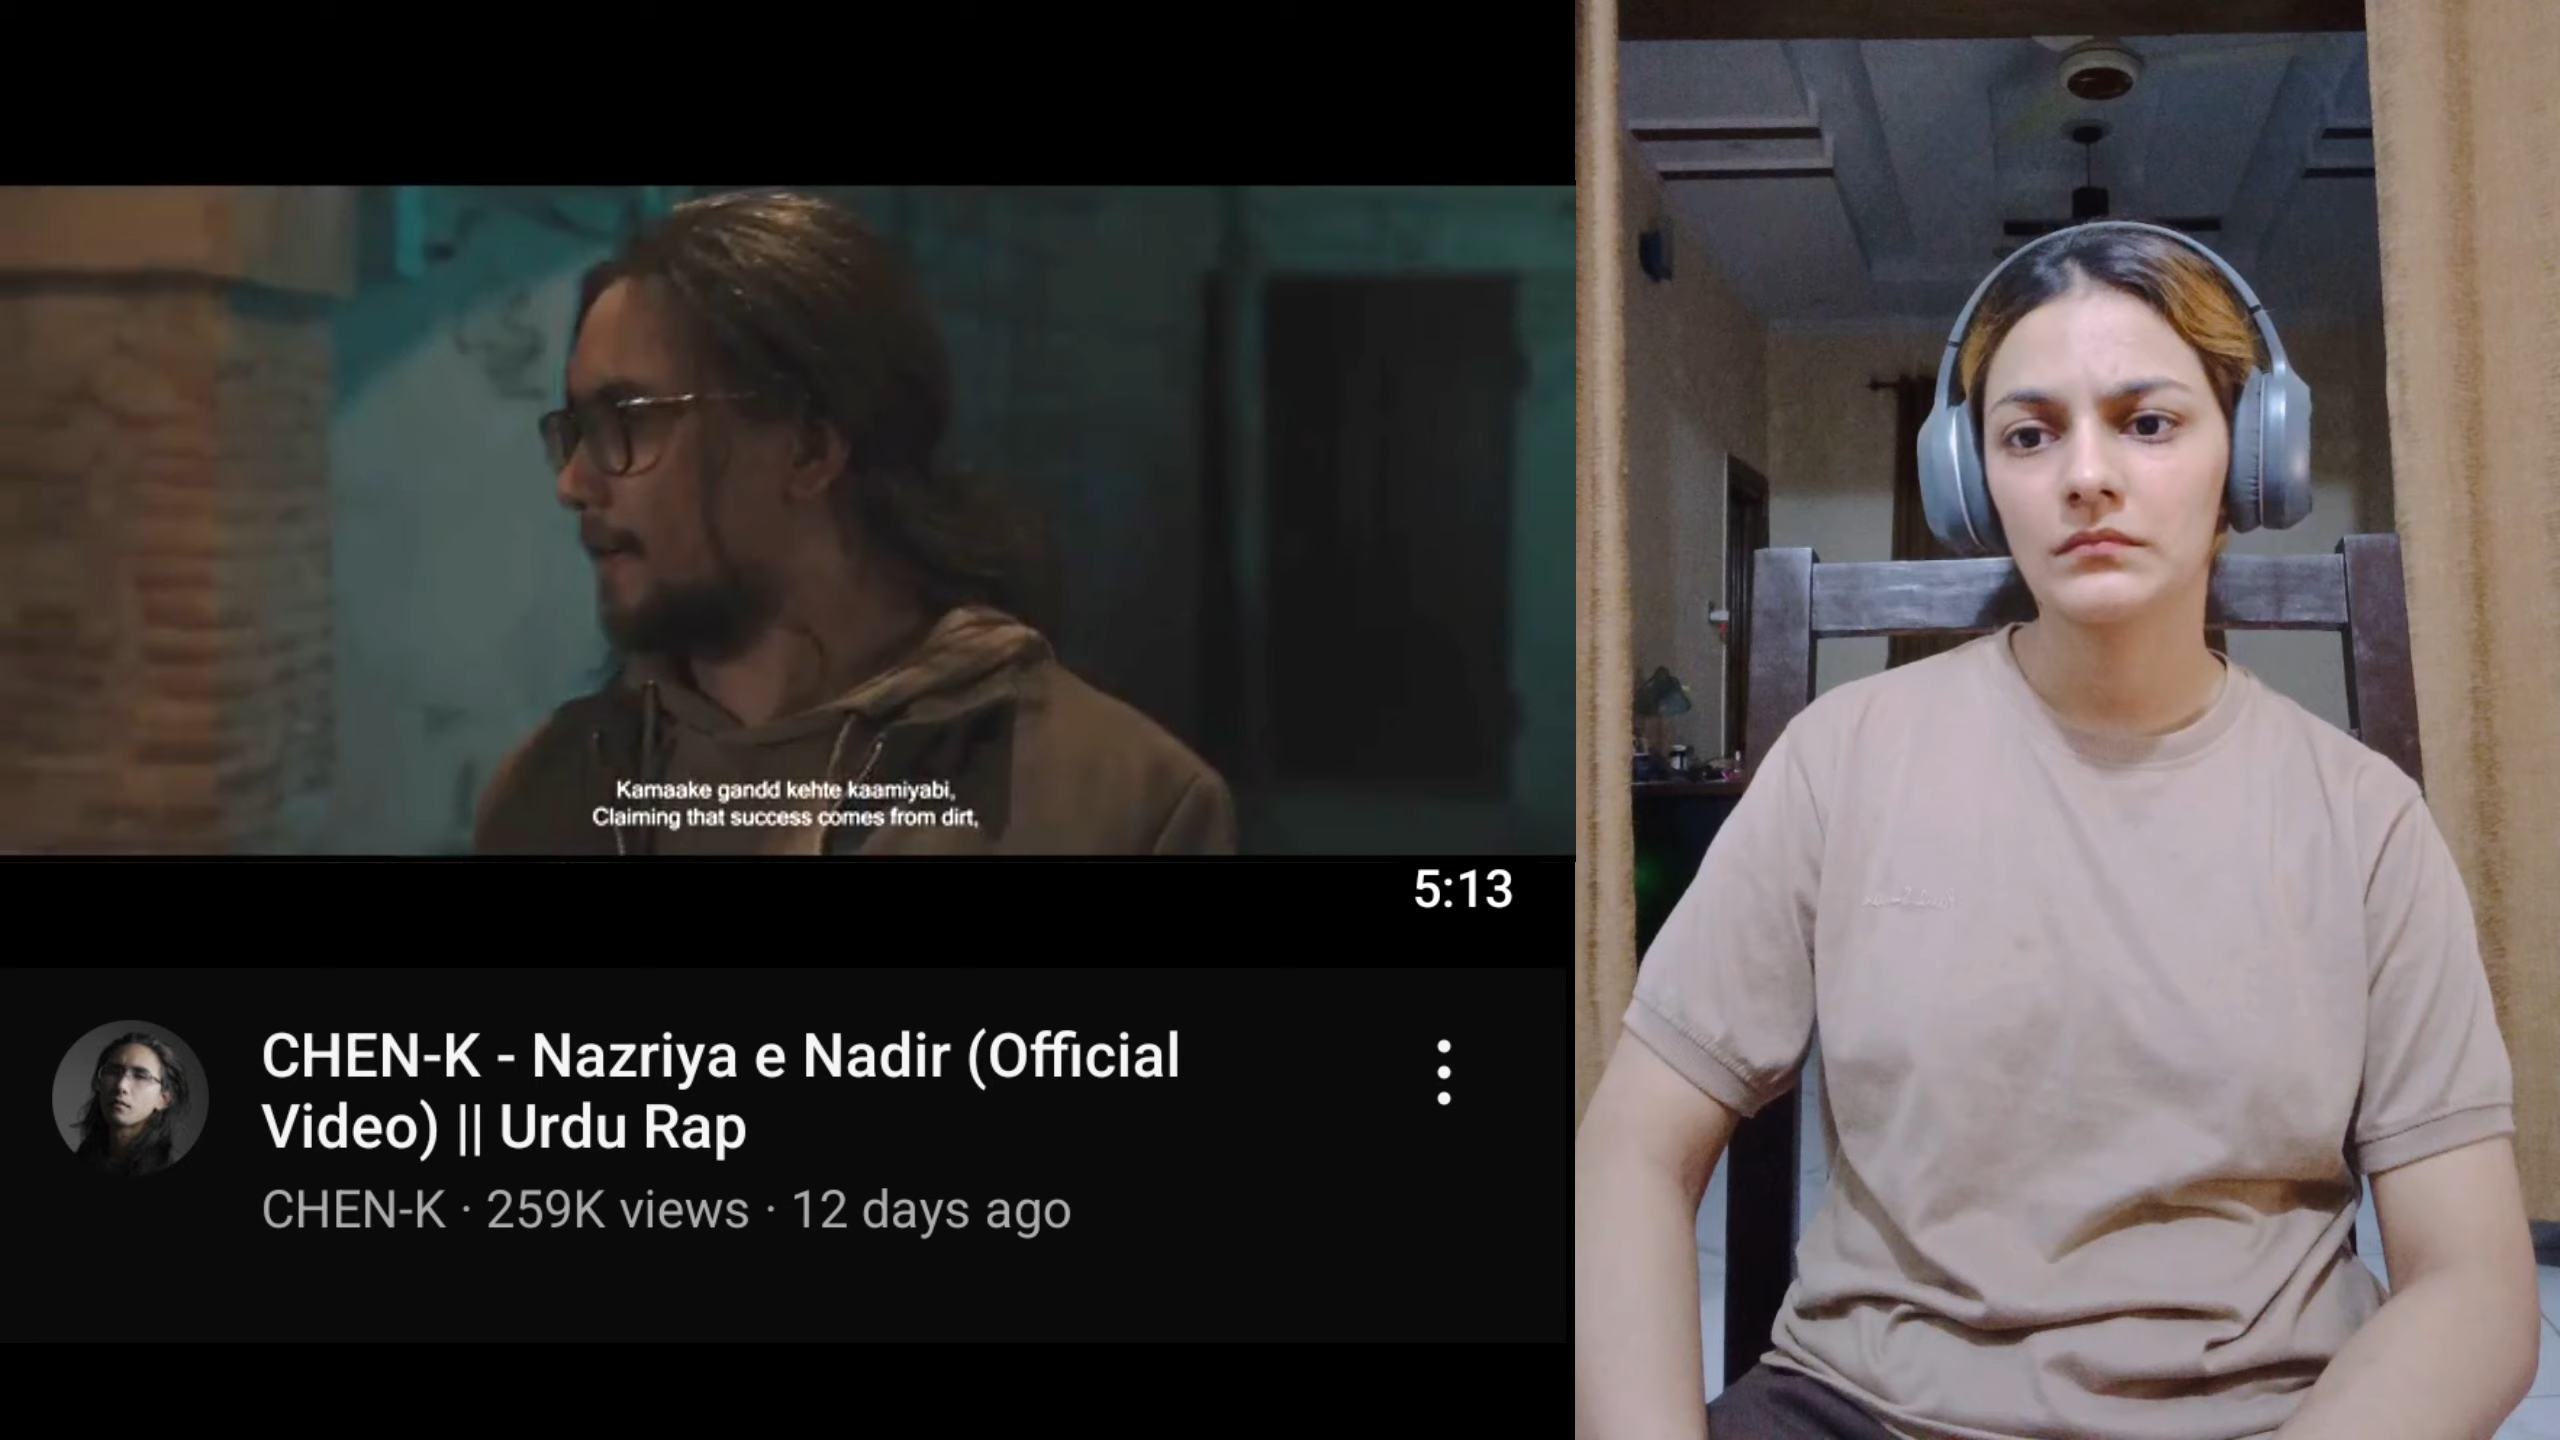 Kamaake gandd kehte kaamiyabi,
Claiming that success comes from dirt,
5:13
CHEN-K - Nazriya e Nadir (Official
Video) || Urdu Rap
CHEN-K · 259K views · 12 days ago